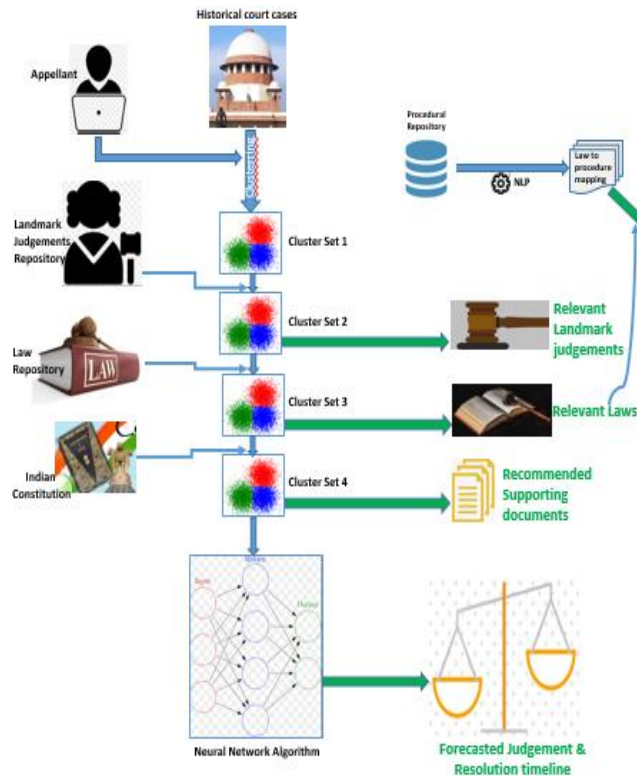 Historical court cases
Appellant
Clustering
Procedural
Repository
NLP
Law to
procedure
mapping
Landmark
Judgements
Repository
Cluster Set 1
Cluster Set 2
Relevant
Landmark
judgements
LAW
Law
Repository
Cluster Set 3
Relevant Laws
Indian
Constitution
Cluster Set 4
Recommended
Supporting
documents
Hidden
Input
Output
Neural Network Algorithm
Forecasted Judgement &
Resolution timeline